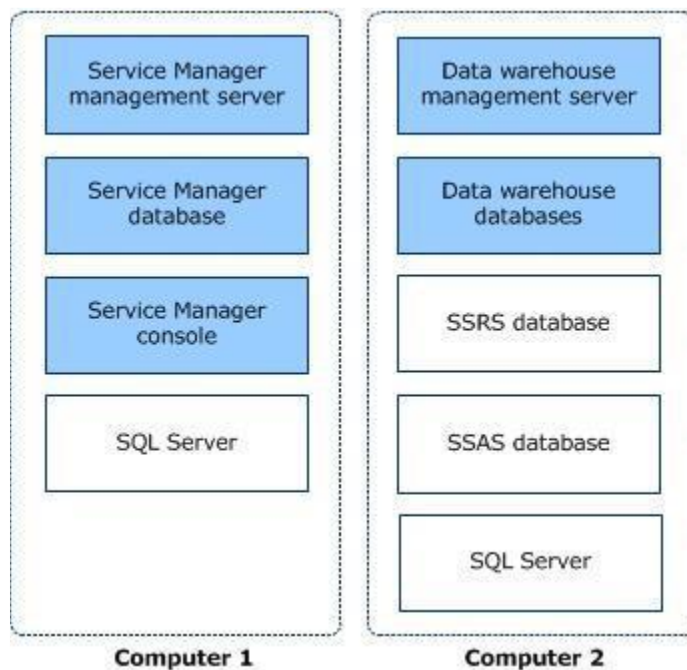 Service Manager
management server
Service Manager
database
Service Manager
console
SQL Server
Computer 1
Data warehouse
management server
Data warehouse
databases
SSRS database
SSAS database
SQL Server
Computer 2